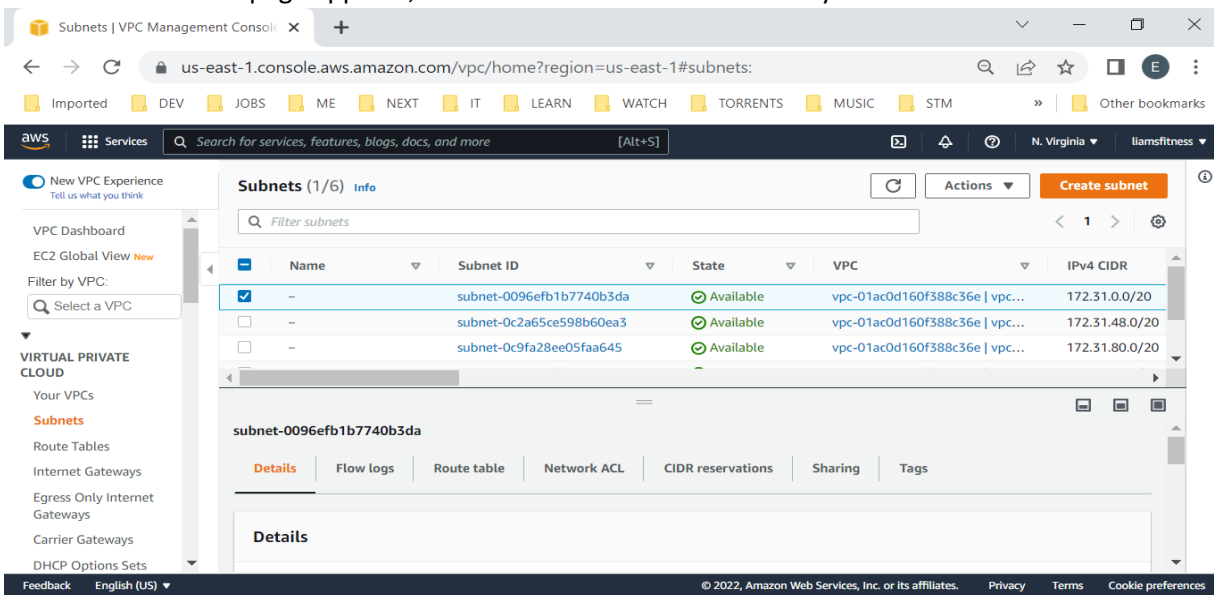 Subnets | VPC Management Console
us-east-1.console.aws.amazon.com/vpc/home?region=us-east-1#subnets:
E
Imported DEV JOBS ME NEXT IT LEARN WATCH TORRENTS MUSIC STM » Other bookmarks
aws Services Search for services, features, blogs, docs, and more [Alt+S] N. Virginia ▼ liamsfitness ▼
New VPC Experience
Tell us what you think
Subnets (1/6) Info
Actions ▼ Create subnet
Filter subnets
1
VPC Dashboard
EC2 Global View New
Filter by VPC:
Select a VPC
VIRTUAL PRIVATE
CLOUD
Your VPCs
Subnets
Route Tables
Internet Gateways
Egress Only Internet
Gateways
Carrier Gateways
DHCP Options Sets
Name Subnet ID State VPC IPv4 CIDR
– subnet-0096efb1b7740b3da Available vpc-01ac0d160f388c36e | vpc... 172.31.0.0/20
– subnet-0c2a65ce598b60ea3 Available vpc-01ac0d160f388c36e | vpc... 172.31.48.0/20
– subnet-0c9fa28ee05faa645 Available vpc-01ac0d160f388c36e | vpc... 172.31.80.0/20
subnet-0096efb1b7740b3da
Details Flow logs Route table Network ACL CIDR reservations Sharing Tags
Details
Feedback English (US) ▼ © 2022, Amazon Web Services, Inc. or its affiliates. Privacy Terms Cookie preferences